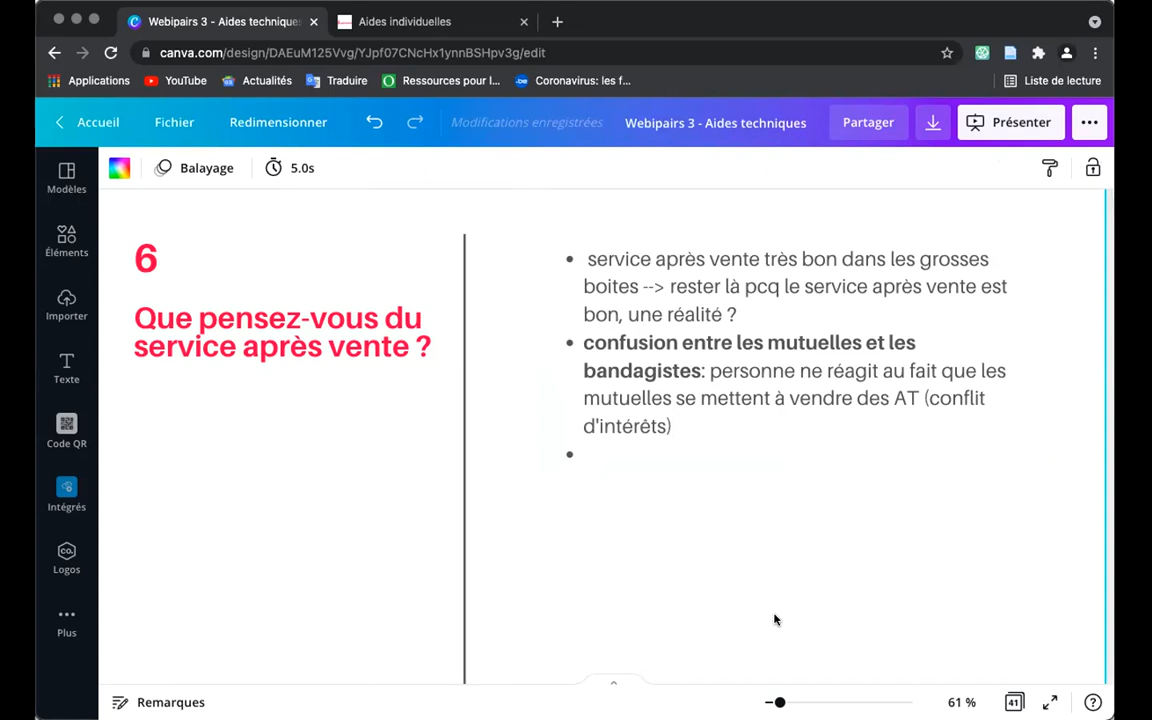 Webipairs 3 - Aides technique
Aides individuelles
canva.com/design/DAEuM125Vvg/YJpf07CNcHx1ynnBSHpv3g/edit
Applications
YouTube
Actualités
Traduire
Ressources pour l...
Coronavirus: les f...
Liste de lecture
Accueil
Fichier
Redimensionner
Modifications enregistrées
Webipairs 3 - Aides techniques
Partager
Présenter
Balayage
5.0s
Modèles
Éléments
Importer
Texte
Code QR
Intégrés
CO.
Logos
Plus
6
Que pensez-vous du
service après vente ?
• service après vente très bon dans les grosses
boites --> rester là pcq le service après vente est
bon, une réalité ?
• confusion entre les mutuelles et les
bandagistes: personne ne réagit au fait que les
mutuelles se mettent à vendre des AT (conflit
d'intérêts)
•
Remarques
61 %
41